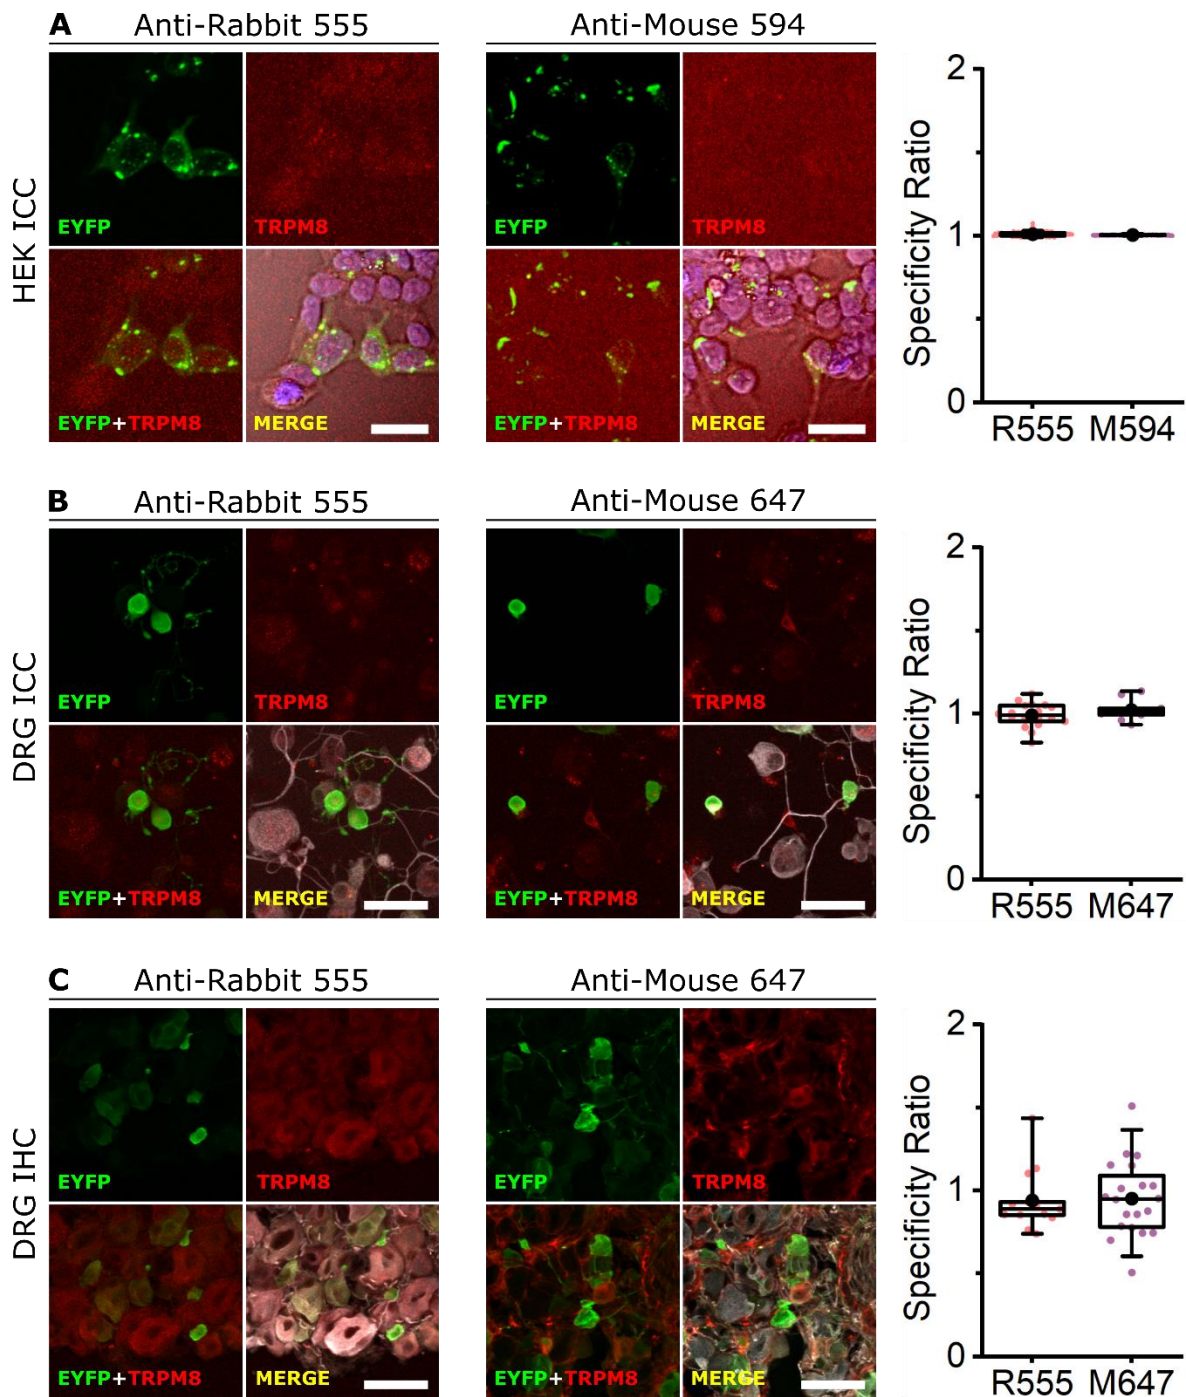 A
Anti-Rabbit 555
Anti-Mouse 594
HEK ICC
EYFP
TRPM8
EYFP+TRPM8
MERGE
EYFP
TRPM8
EYFP+TRPM8
MERGE
Specificity Ratio
2
1
0
R555 M594
B
Anti-Rabbit 555
Anti-Mouse 647
DRG ICC
EYFP
TRPM8
EYFP+TRPM8
MERGE
EYFP
TRPM8
EYFP+TRPM8
MERGE
Specificity Ratio
2
1
0
R555 M647
C
Anti-Rabbit 555
Anti-Mouse 647
DRG IHC
EYFP
TRPM8
EYFP+TRPM8
MERGE
EYFP
TRPM8
EYFP+TRPM8
MERGE
Specificity Ratio
2
1
0
R555 M647